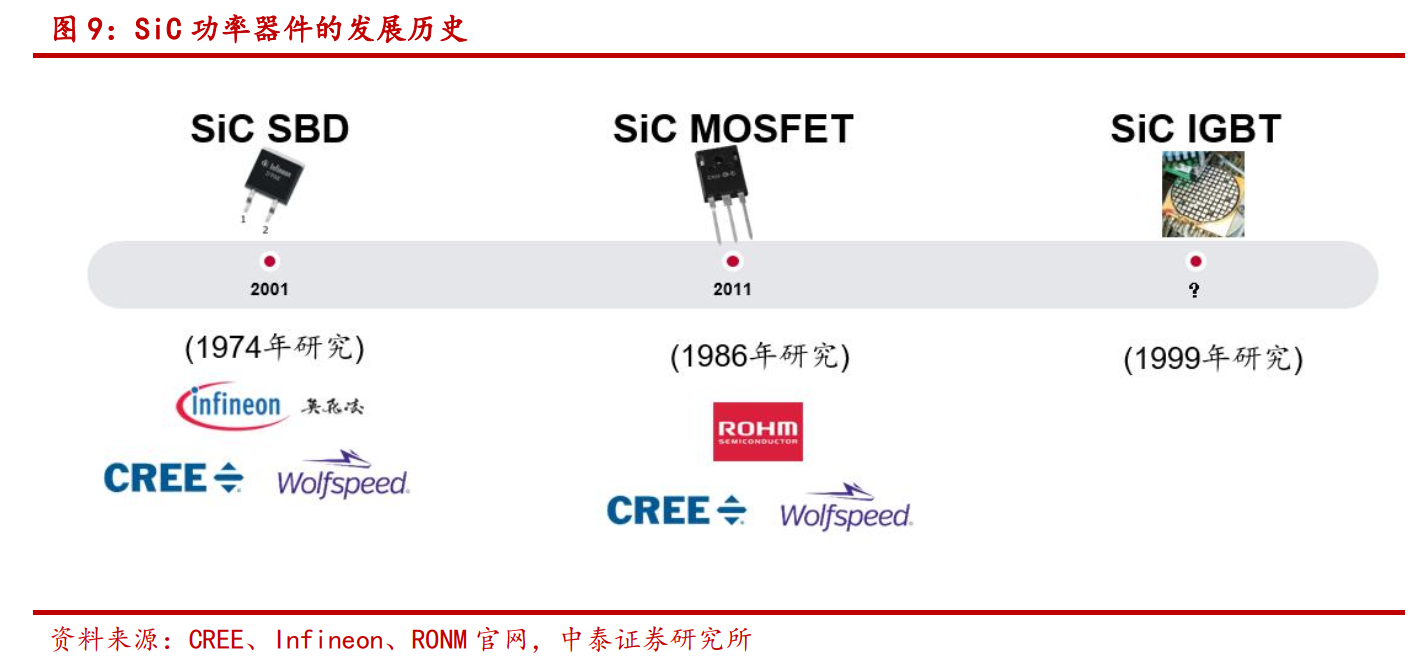 图 9：SiC 功率器件的发展历史
SiC SBD
SiC MOSFET
SiC IGBT
infineon
1
2
2001
2011
?
(1974年研究)
(1986年研究)
(1999年研究)
infineon 英飞凌
ROHM
SEMICONDUCTOR
CREE Wolfspeed.
CREE Wolfspeed.
资料来源：CREE、Infineon、RONM 官网，中泰证券研究所